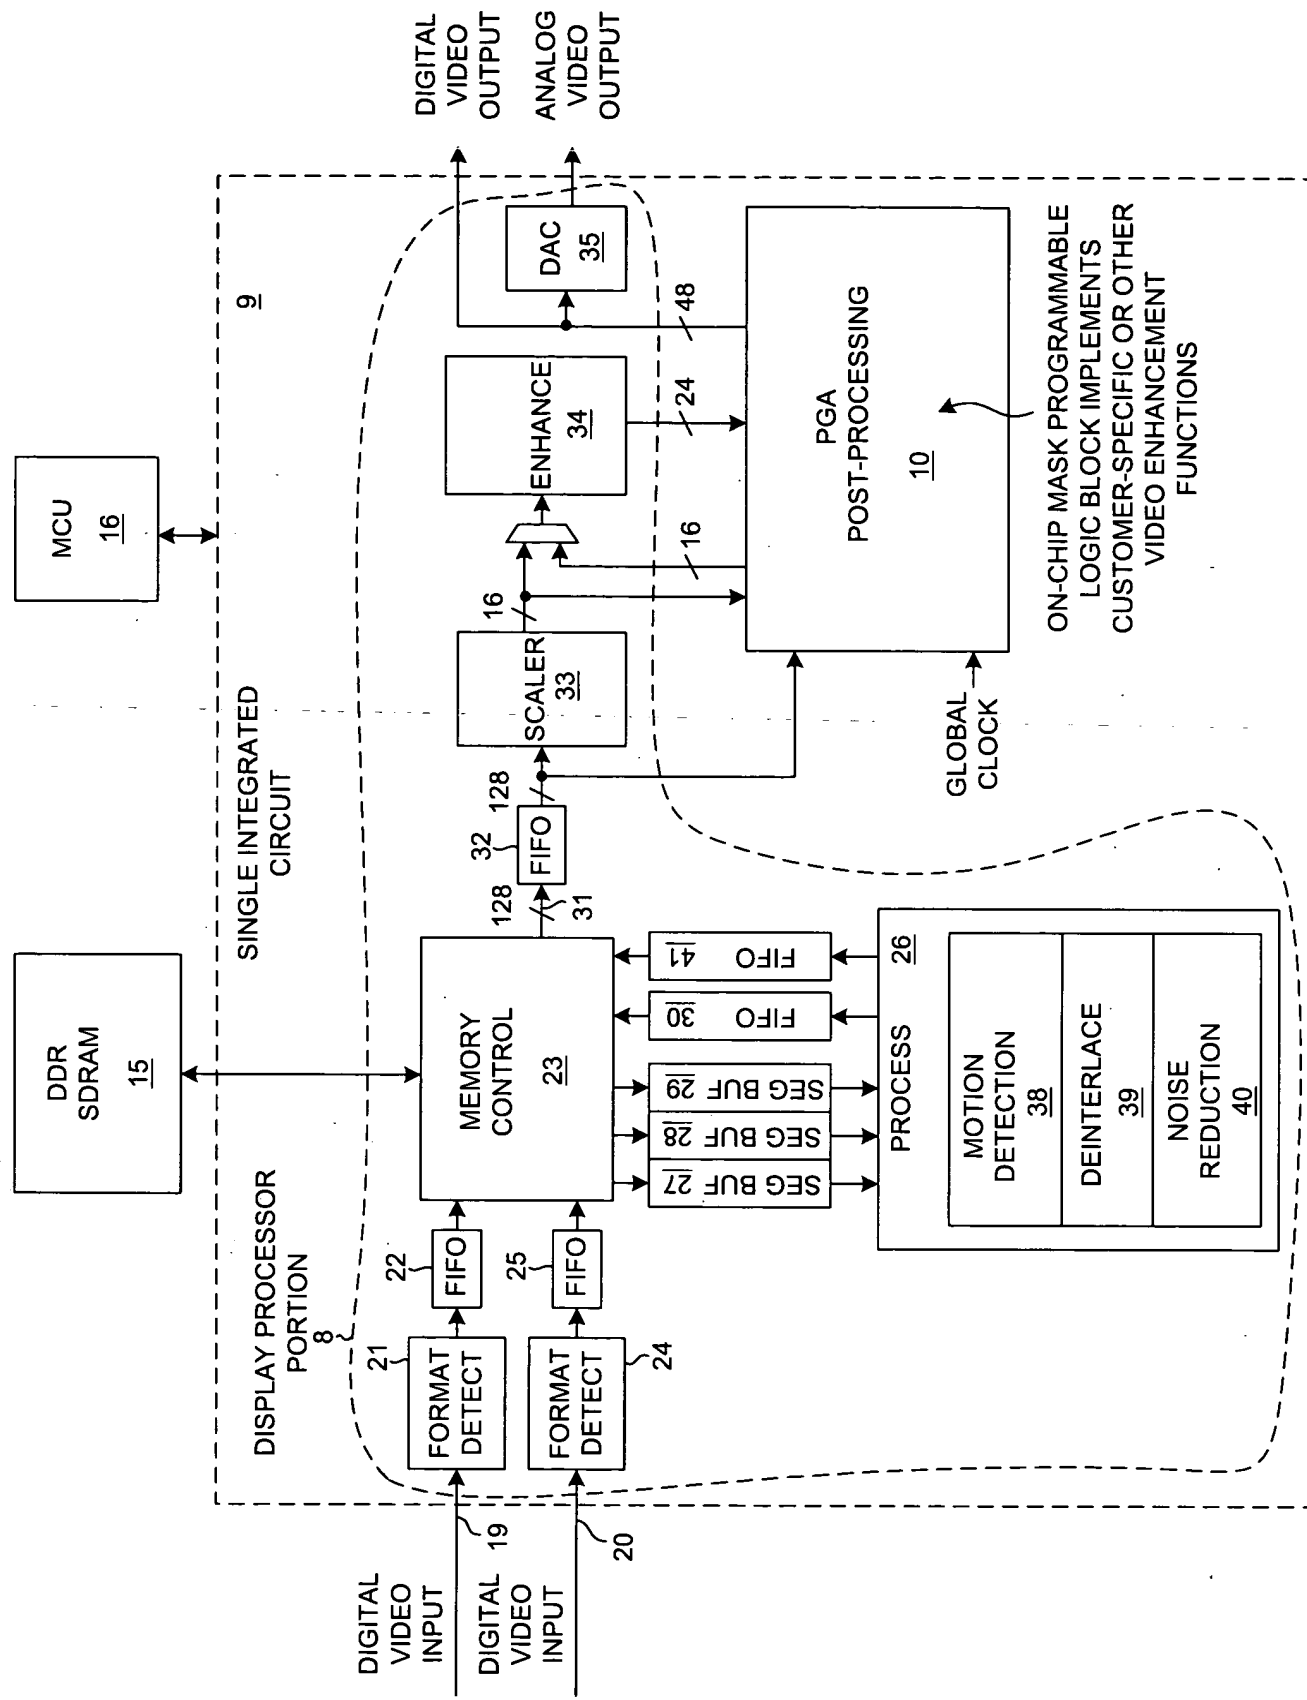 DDR
SDRAM
15
MCU
16
DISPLAY PROCESSOR
PORTION
8
SINGLE INTEGRATED
CIRCUIT
9
DIGITAL
VIDEO
INPUT
19
DIGITAL
VIDEO
INPUT
20
21
FORMAT
DETECT
24
FORMAT
DETECT
22
FIFO
25
FIFO
MEMORY
CONTROL
23
128
31
32
FIFO
128
SCALER
33
16
16
ENHANCE
34
24
48
DAC
35
DIGITAL
VIDEO
OUTPUT
ANALOG
VIDEO
OUTPUT
SEG BUF 27
SEG BUF 28
SEG BUF 29
FIFO 30
FIFO 41
PROCESS 26
MOTION
DETECTION 38
DEINTERLACE 39
NOISE
REDUCTION 40
GLOBAL
CLOCK
PGA
POST-PROCESSING
10
ON-CHIP MASK PROGRAMMABLE
LOGIC BLOCK IMPLEMENTS
CUSTOMER-SPECIFIC OR OTHER
VIDEO ENHANCEMENT
FUNCTIONS